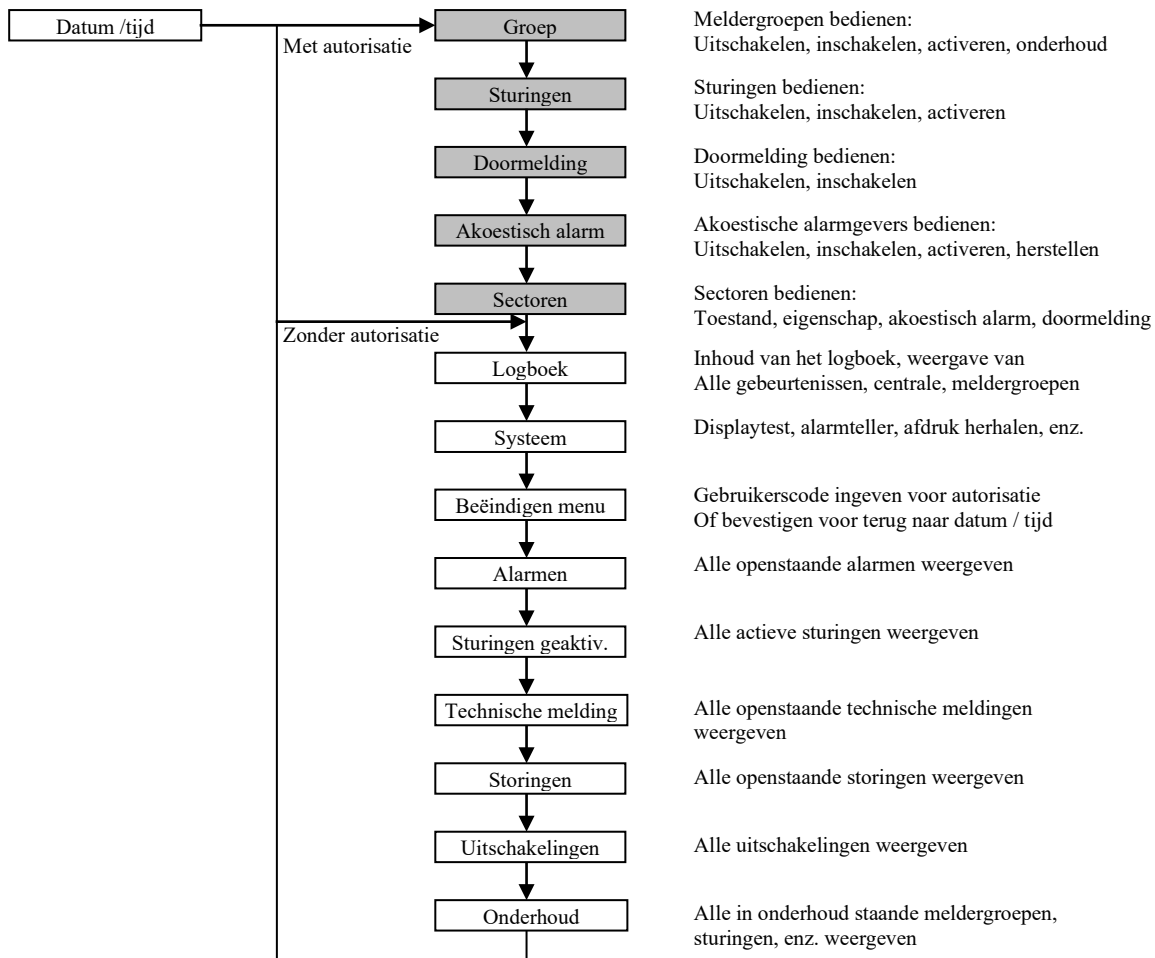 Datum /tijd
Met autorisatie
Groep
Meldergroepen bedienen:
Uitschakelen, inschakelen, activeren, onderhoud
Sturingen
Sturingen bedienen:
Uitschakelen, inschakelen, activeren
Doormelding
Doormelding bedienen:
Uitschakelen, inschakelen
Akoestisch alarm
Akoestische alarmgevers bedienen:
Uitschakelen, inschakelen, activeren, herstellen
Sectoren
Sectoren bedienen:
Toestand, eigenschap, akoestisch alarm, doormelding
Zonder autorisatie
Logboek
Inhoud van het logboek, weergave van
Alle gebeurtenissen, centrale, meldergroepen
Systeem
Displaytest, alarmteller, afdruk herhalen, enz.
Beëindigen menu
Gebruikerscode ingeven voor autorisatie
Of bevestigen voor terug naar datum / tijd
Alarmen
Alle openstaande alarmen weergeven
Sturingen geaktiv.
Alle actieve sturingen weergeven
Technische melding
Alle openstaande technische meldingen
weergeven
Storingen
Alle openstaande storingen weergeven
Uitschakelingen
Alle uitschakelingen weergeven
Onderhoud
Alle in onderhoud staande meldergroepen,
sturingen, enz. weergeven